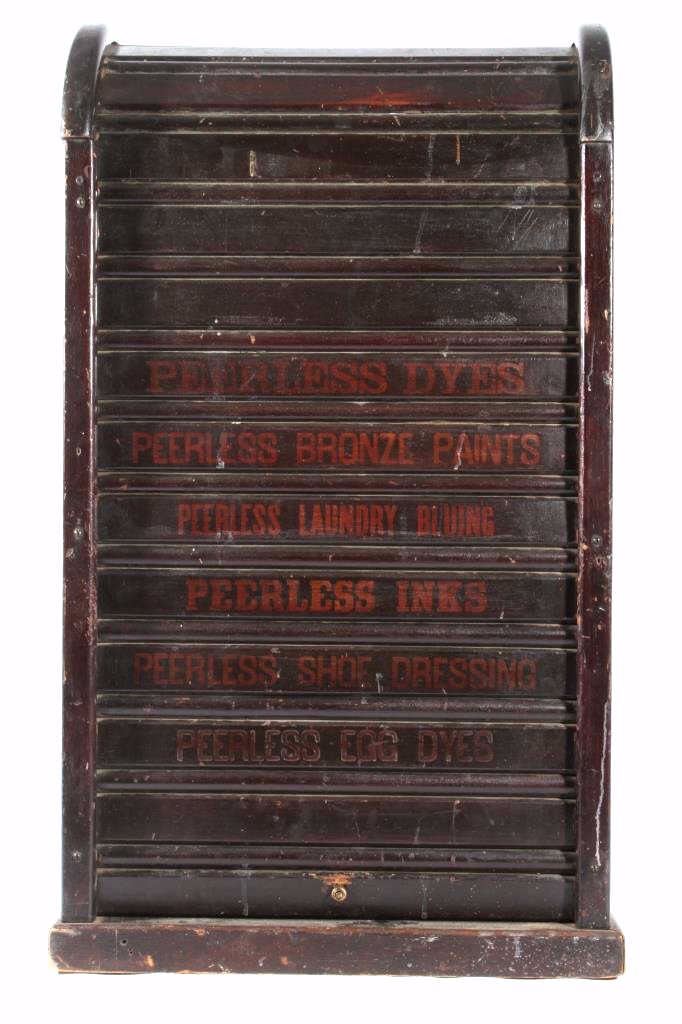 PEERLESS DYES
PEERLESS BRONZE PAINTS
PEERLESS LAUNDRY BLUING
PEERLESS INKS
PEERLESS SHOE DRESSING
PEERLESS EGG DYES